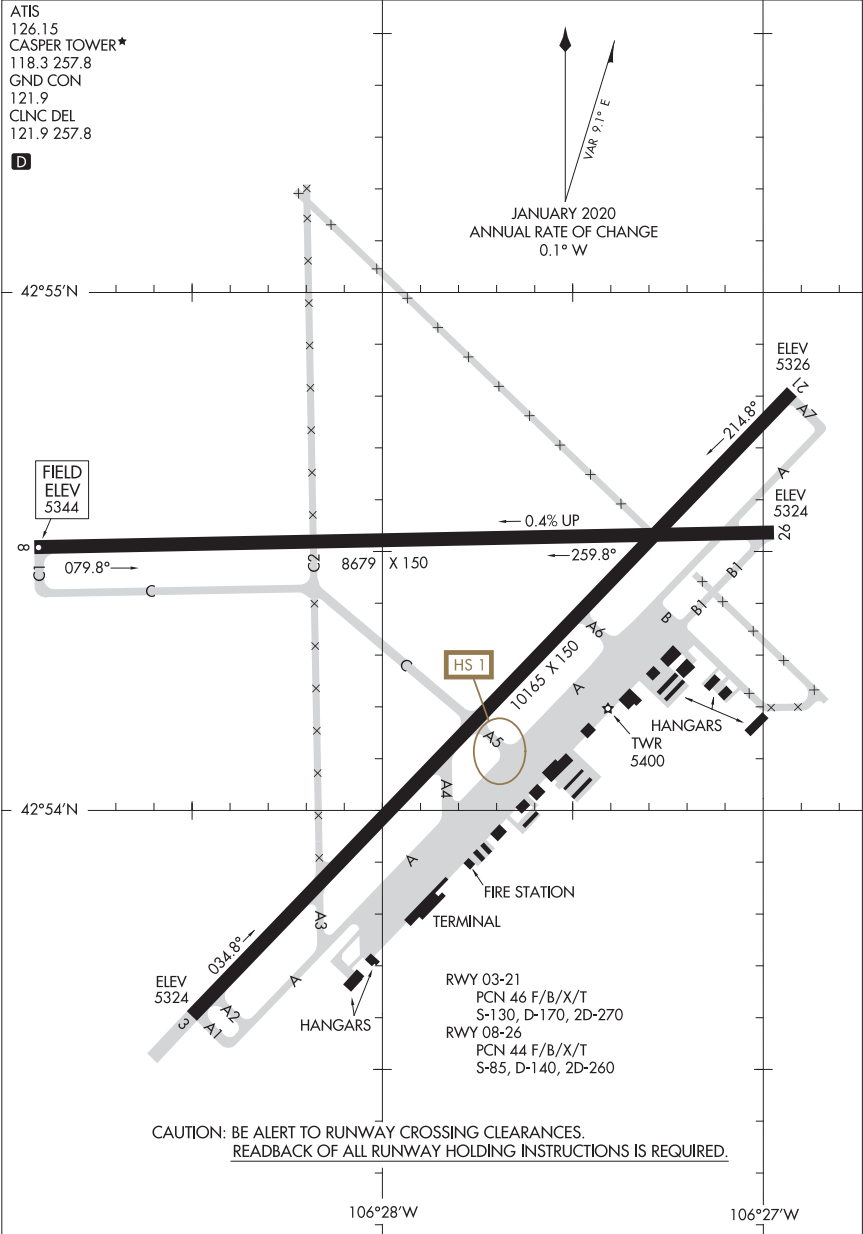 ATIS
126.15
CASPER TOWER★
118.3 257.8
GND CON
121.9
CLNC DEL
121.9 257.8
D
VAR 9.1° E
JANUARY 2020
ANNUAL RATE OF CHANGE
0.1° W
42°55'N
ELEV
5326
21
A7
214.8°
A
FIELD
ELEV
5344
ELEV
5324
0.4% UP
26
8
C1
079.8°
C2
8679 X 150
259.8°
B1
C
B1
B
A6
C
HS 1
10165 X 150
A
HANGARS
A5
TWR
5400
A4
42°54'N
A
FIRE STATION
TERMINAL
A3
034.8°
A
ELEV
5324
3
A1
A2
HANGARS
RWY 03-21
PCN 46 F/B/X/T
S-130, D-170, 2D-270
RWY 08-26
PCN 44 F/B/X/T
S-85, D-140, 2D-260
CAUTION: BE ALERT TO RUNWAY CROSSING CLEARANCES.
READBACK OF ALL RUNWAY HOLDING INSTRUCTIONS IS REQUIRED.
106°28'W
106°27'W